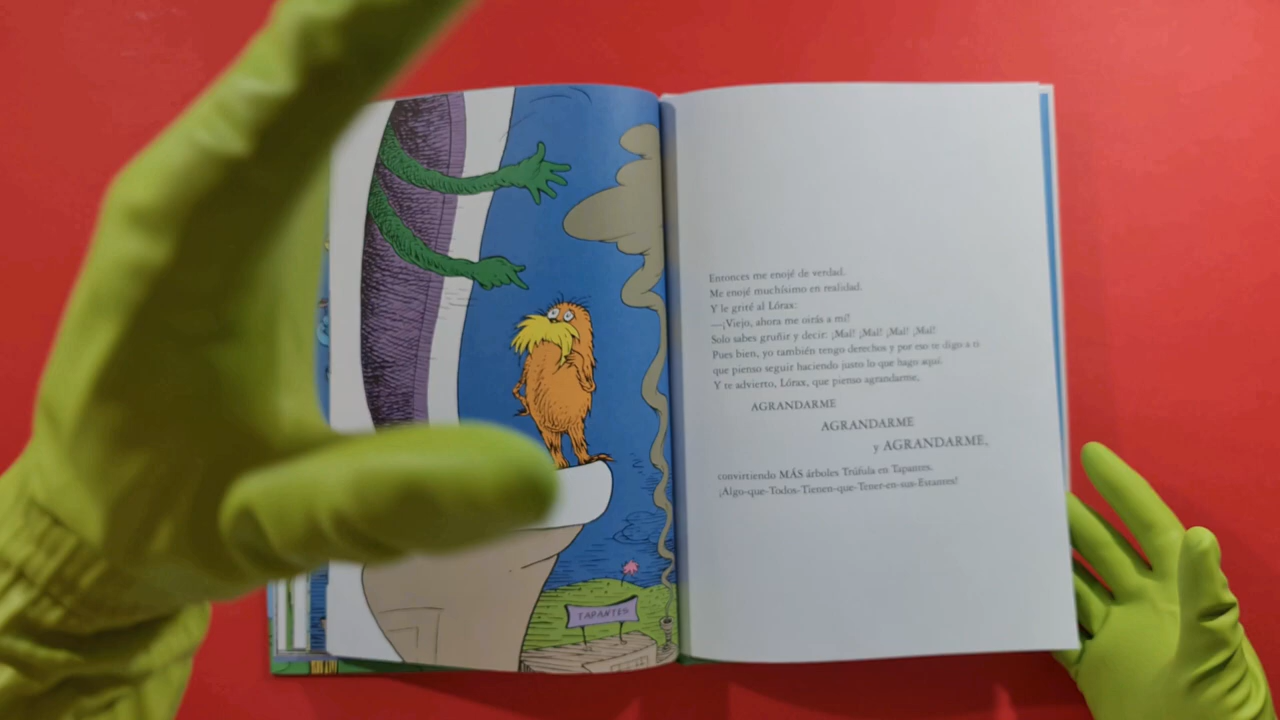 TAPANTES
Entonces me enojé de verdad.
Me enojé muchísimo en realidad.
Y le grité al Lórax:
—¡Viejo, ahora me oirás a mí!
Solo sabes gruñir y decir: ¡Mal! ¡Mal! ¡Mal! ¡Mal!
Pues bien, yo también tengo derechos y por eso te digo a ti
que pienso seguir haciendo justo lo que hago aquí.
Y te advierto, Lórax, que pienso agrandarme,
AGRANDARME
AGRANDARME
y AGRANDARME,
convirtiendo MÁS árboles Trúfula en Tapantes.
¡Algo-que-Todos-Tienen-que-Tener-en-sus-Estantes!